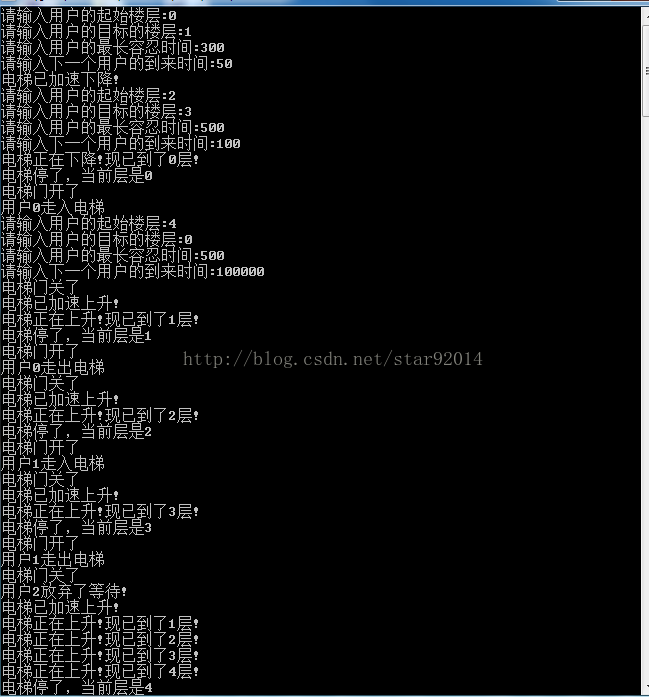 请输入用户的起始楼层:0
请输入用户的目标的楼层:1
请输入用户的最长容忍时间:300
请输入下一个用户的到来时间:50
电梯已加速下降!
请输入用户的起始楼层:2
请输入用户的目标的楼层:3
请输入用户的最长容忍时间:500
请输入下一个用户的到来时间:100
电梯正在下降!现已到了0层!
电梯停了，当前层是0
电梯门开了
用户0走入电梯
请输入用户的起始楼层:4
请输入用户的目标的楼层:0
请输入用户的最长容忍时间:500
请输入下一个用户的到来时间:100000
电梯门关了
电梯已加速上升!
电梯正在上升!现已到了1层!
电梯停了，当前层是1
电梯门开了
http://blog.csdn.net/star92014
用户0走出电梯
电梯门关了
电梯已加速上升!
电梯正在上升!现已到了2层!
电梯停了，当前层是2
电梯门开了
用户1走入电梯
电梯门关了
电梯已加速上升!
电梯正在上升!现已到了3层!
电梯停了，当前层是3
电梯门开了
用户1走出电梯
电梯门关了
用户2放弃了等待!
电梯已加速上升!
电梯正在上升!现已到了1层!
电梯正在上升!现已到了2层!
电梯正在上升!现已到了3层!
电梯正在上升!现已到了4层!
电梯停了，当前层是4